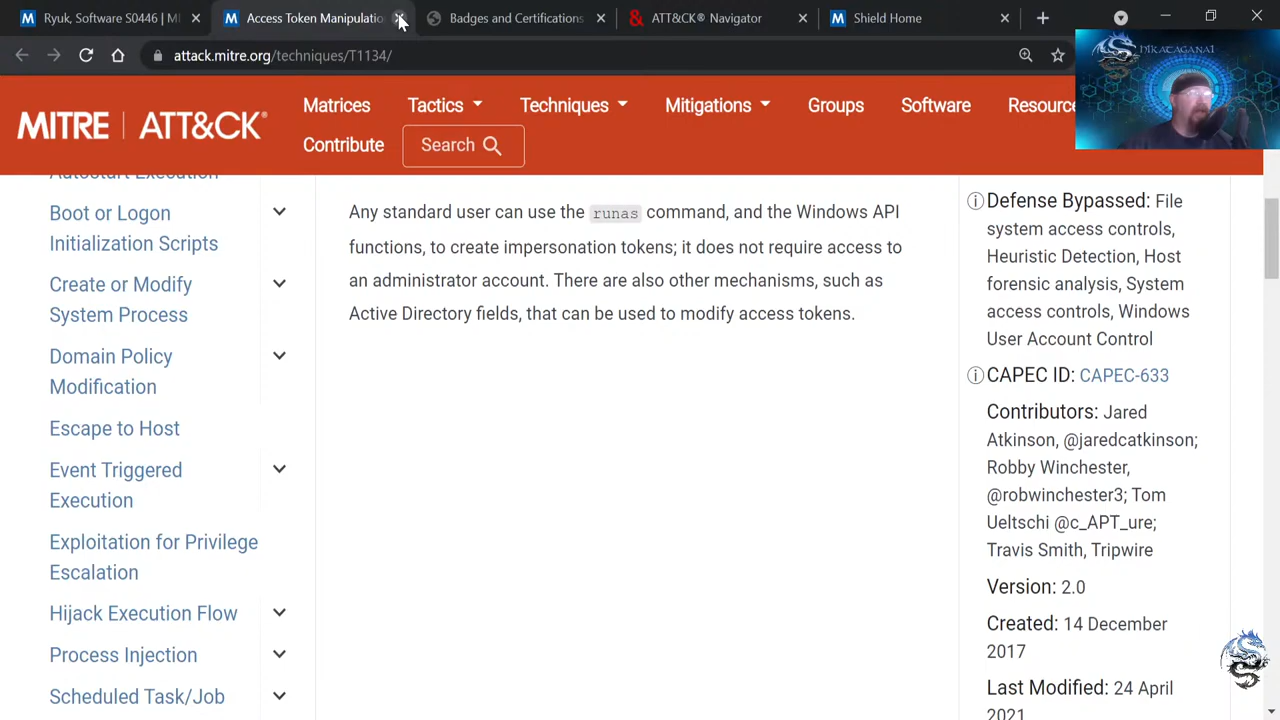 Ryuk, Software S0446 | MI
Access Token Manipulatio
Badges and Certifications
ATT&CK® Navigator
Shield Home
attack.mitre.org/techniques/T1134/
MITRE | ATT&CK®
Matrices
Tactics
Techniques
Mitigations
Groups
Software
Resource
Contribute
Search
HIKATAGANAI
Autostart Execution
Boot or Logon
Initialization Scripts
Create or Modify
System Process
Domain Policy
Modification
Escape to Host
Event Triggered
Execution
Exploitation for Privilege
Escalation
Hijack Execution Flow
Process Injection
Scheduled Task/Job
Any standard user can use the runas command, and the Windows API
functions, to create impersonation tokens; it does not require access to
an administrator account. There are also other mechanisms, such as
Active Directory fields, that can be used to modify access tokens.
Defense Bypassed: File
system access controls,
Heuristic Detection, Host
forensic analysis, System
access controls, Windows
User Account Control
CAPEC ID: CAPEC-633
Contributors: Jared
Atkinson, @jaredcatkinson;
Robby Winchester,
@robwinchester3; Tom
Ueltschi @c_APT_ure;
Travis Smith, Tripwire
Version: 2.0
Created: 14 December
2017
Last Modified: 24 April
2021